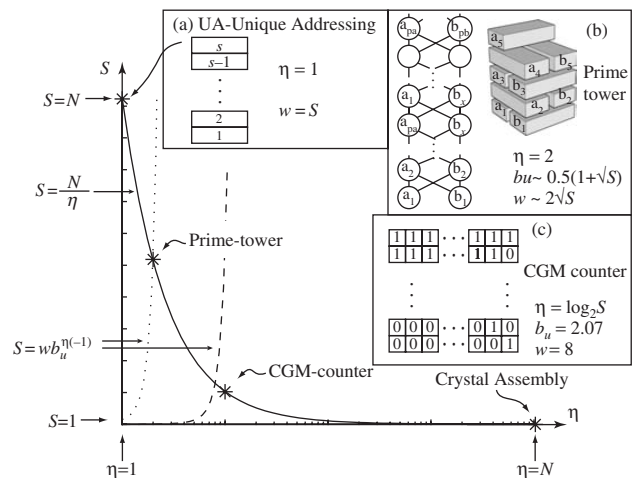 (a) UA-Unique Addressing
s
s–1
2
1
η = 1
w = S
(b)
a_pa b_pb
a_1 b_x
a_pa b_x
a_2 b_2
a_1 b_1
a_5
a_4 b_5
a_3 b_3
a_2 b_2
a_1 b_1
Prime
tower
η = 2
bu~ 0.5(1+√S)
w ~ 2√S
(c)
1 1 1 ··· 1 1 1
1 1 1 ··· 1 1 0
CGM counter
0 0 0 ··· 0 1 0
0 0 0 ··· 0 0 1
η = log₂S
b_u = 2.07
w = 8
S
S=N
S= N/η
Prime-tower
S = wb_u^η(−1)
CGM-counter
Crystal Assembly
S=1
η
η=1
η=N